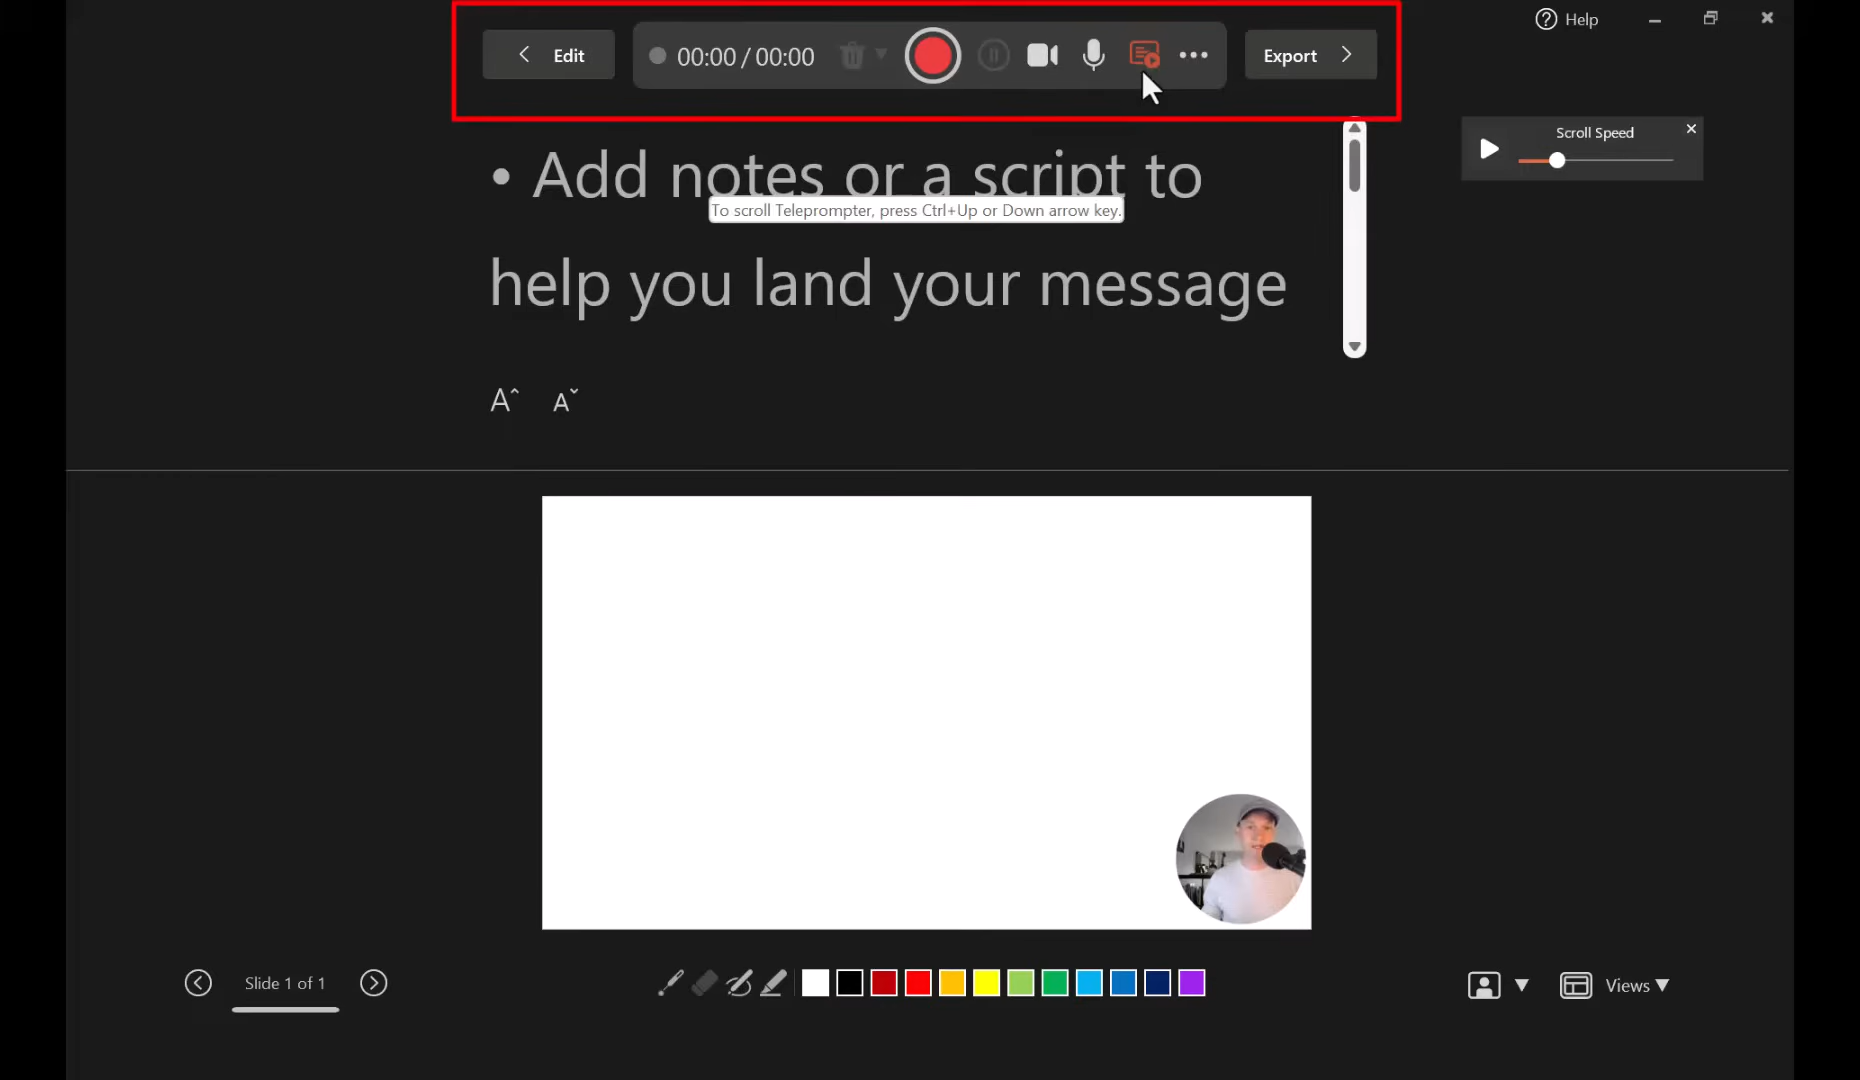 Help
Edit
00:00 / 00:00
Export
Scroll Speed
• Add notes or a script to
To scroll Teleprompter, press Ctrl+Up or Down arrow key.
help you land your message
A A
Slide 1 of 1
Views